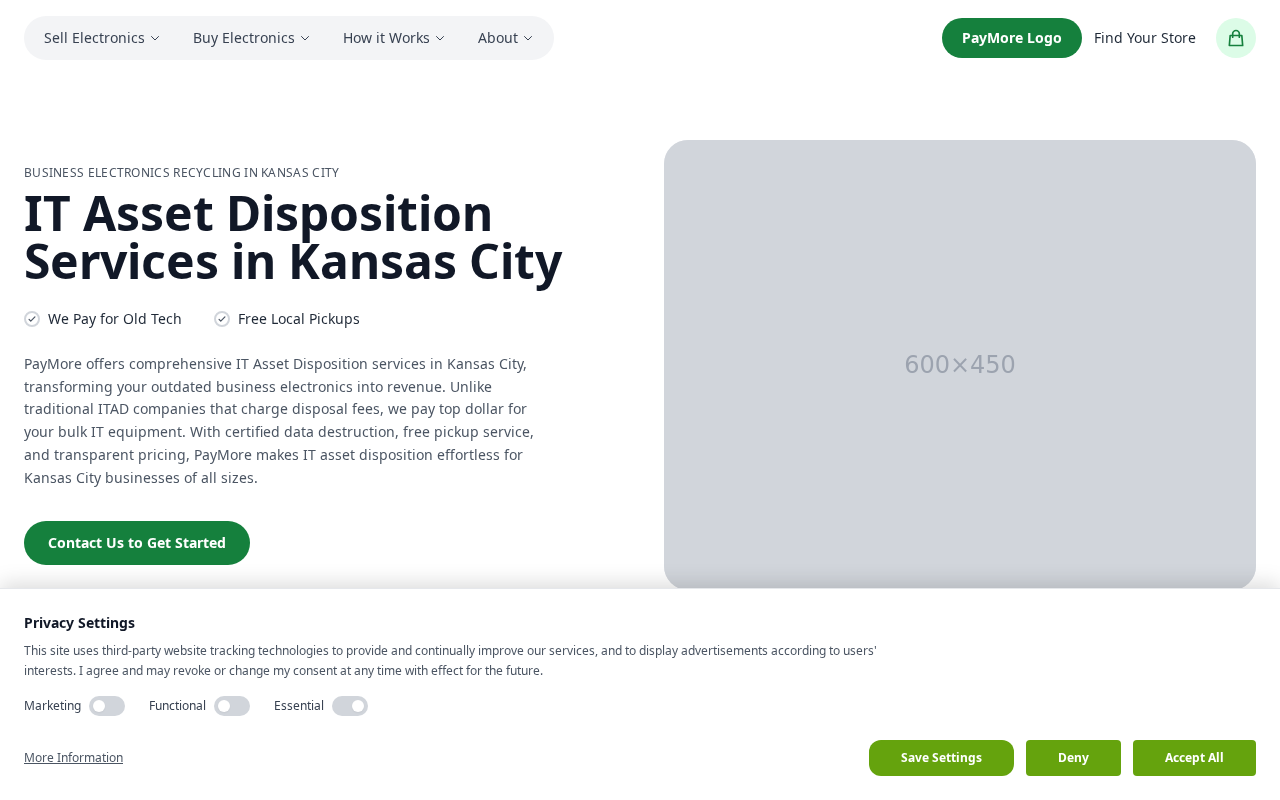 Sell Electronics
Buy Electronics
How it Works
About
PayMore Logo
Find Your Store
BUSINESS ELECTRONICS RECYCLING IN KANSAS CITY
IT Asset Disposition
Services in Kansas City
We Pay for Old Tech
Free Local Pickups
PayMore offers comprehensive IT Asset Disposition services in Kansas City,
transforming your outdated business electronics into revenue. Unlike
traditional ITAD companies that charge disposal fees, we pay top dollar for
your bulk IT equipment. With certified data destruction, free pickup service,
and transparent pricing, PayMore makes IT asset disposition effortless for
Kansas City businesses of all sizes.
Contact Us to Get Started
600×450
Privacy Settings
This site uses third-party website tracking technologies to provide and continually improve our services, and to display advertisements according to users'
interests. I agree and may revoke or change my consent at any time with effect for the future.
Marketing
Functional
Essential
More Information
Save Settings
Deny
Accept All